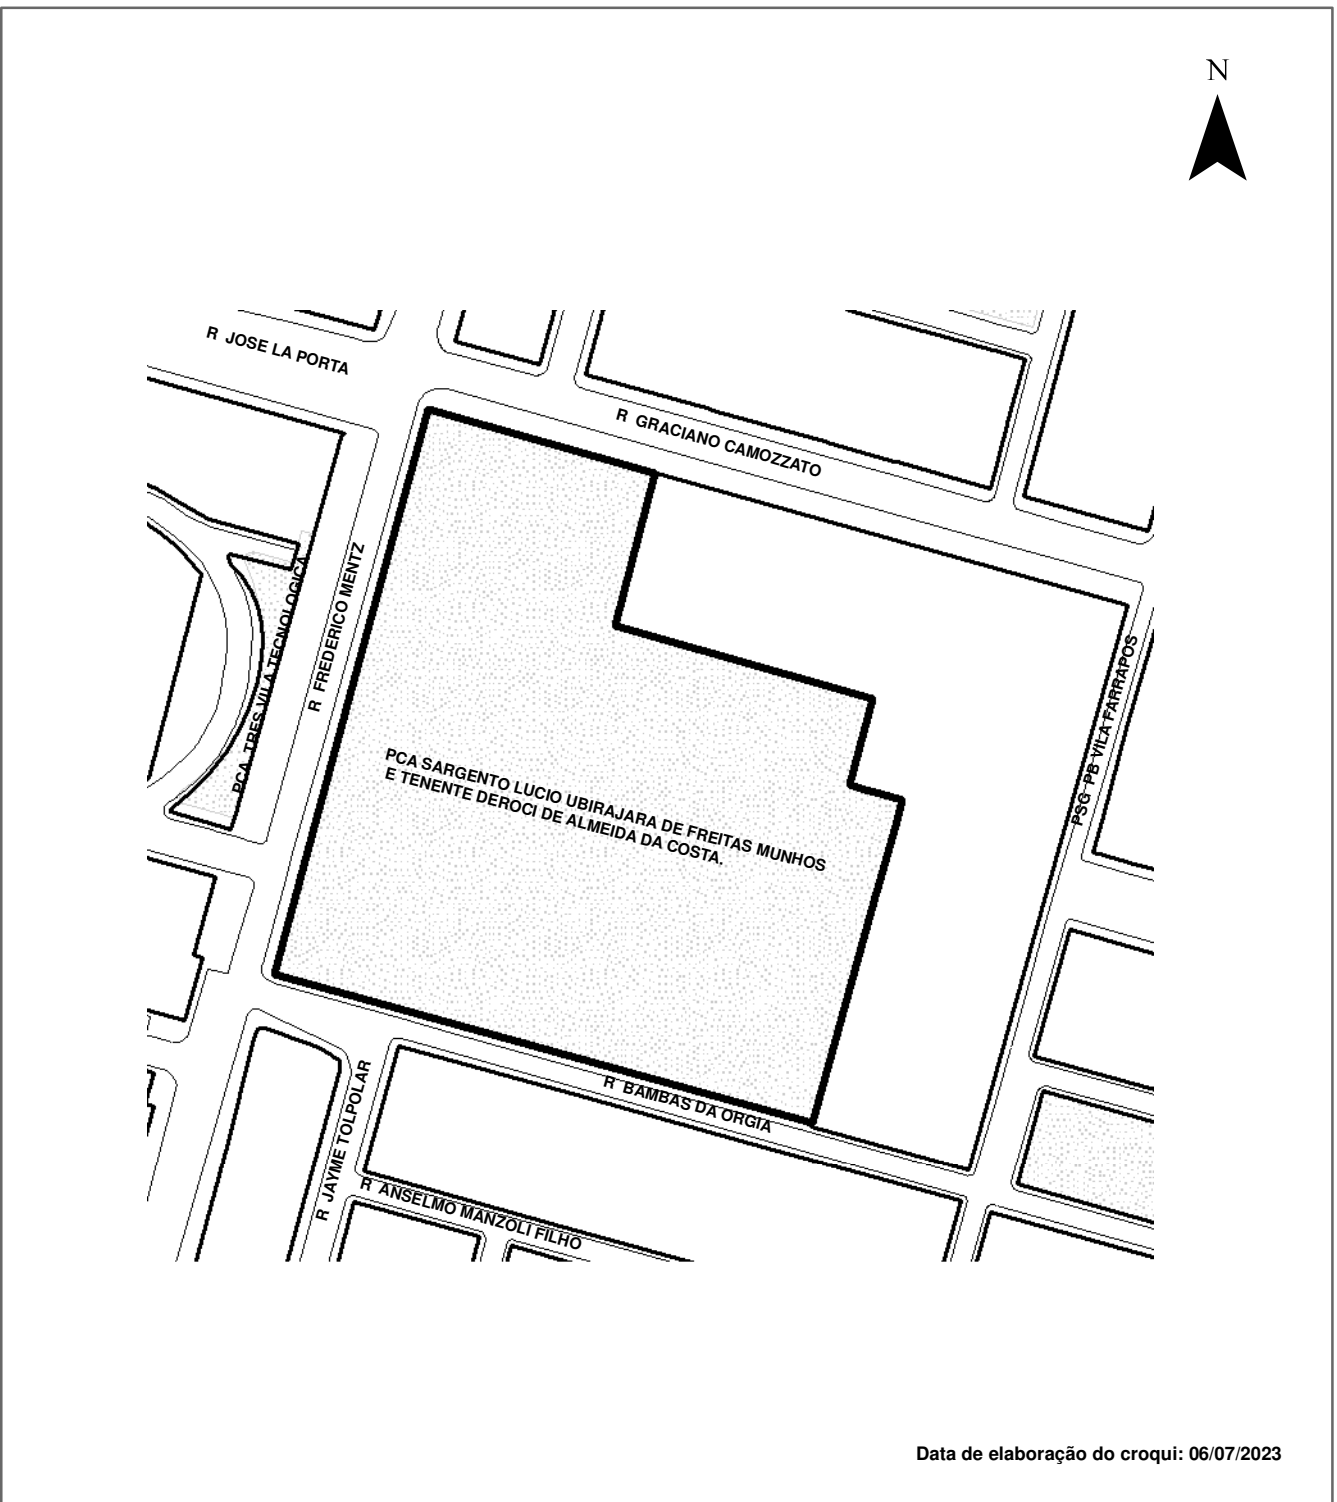 N
R JOSE LA PORTA
R GRACIANO CAMOZZATO
R FREDERICO MENTZ
PCA TRES VILA TECNOLOGICA
PSG PB VILA FARRAPOS
PCA SARGENTO LUCIO UBIRAJARA DE FREITAS MUNHOS
E TENENTE DEROCI DE ALMEIDA DA COSTA.
R BAMBAS DA ORGIA
R JAYME TOLPOLAR
R ANSELMO MANZOLI FILHO
Data de elaboração do croqui: 06/07/2023